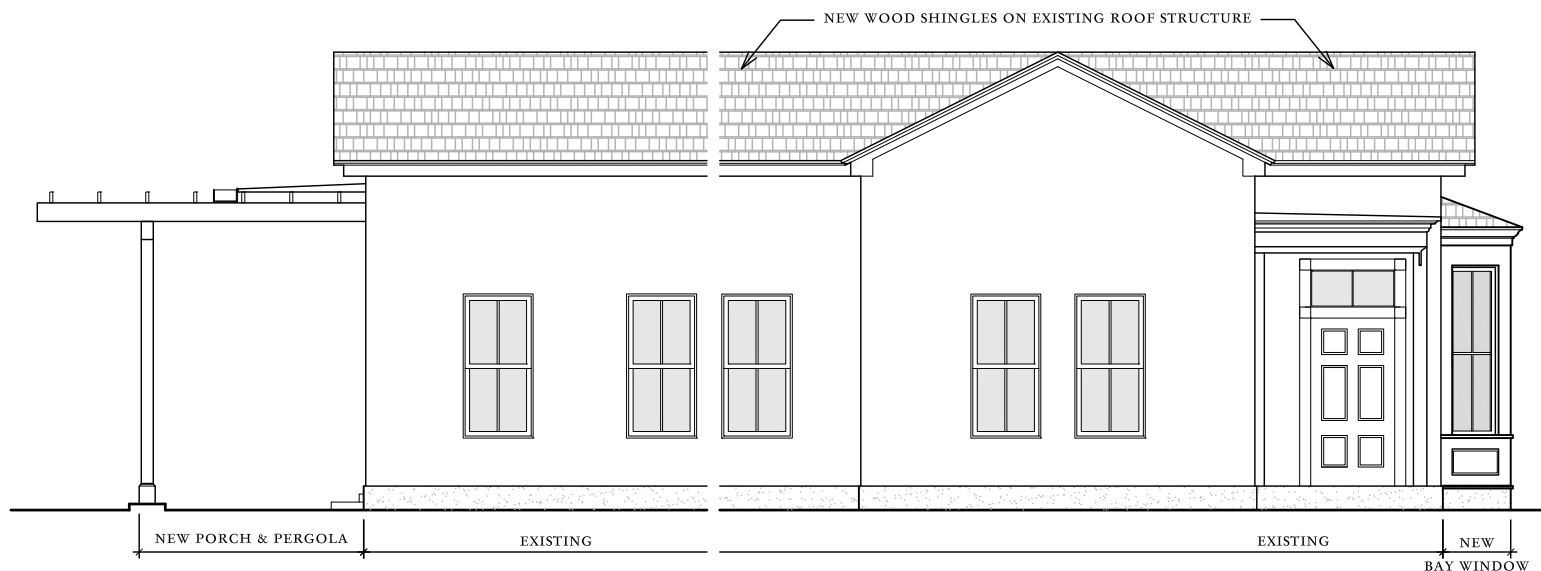 NEW WOOD SHINGLES ON EXISTING ROOF STRUCTURE
NEW PORCH & PERGOLA
EXISTING
EXISTING
NEW
BAY WINDOW